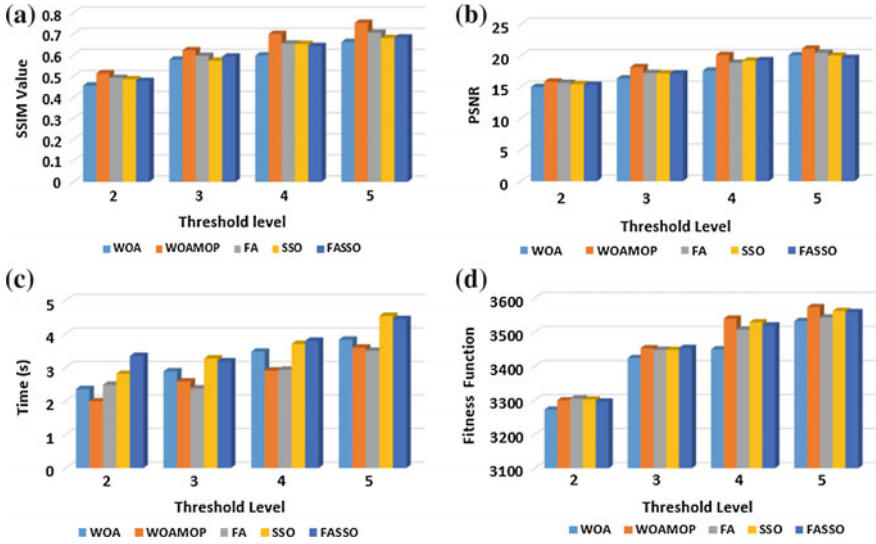 (a)
0.8
0.7
0.6
0.5
0.4
0.3
0.2
0.1
0
SSIM Value
2 3 4 5
Threshold level
WOA WOAMOP FA SSO FASSO
(b)
25
20
15
10
5
0
PSNR
2 3 4 5
Threshold Level
WOA WOAMOP FA SSO FASSO
(c)
5
4
3
2
1
0
Time (s)
2 3 4 5
Threshold Level
WOA WOAMOP FA SSO FASSO
(d)
3600
3500
3400
3300
3200
3100
Fitness Function
2 3 4 5
Threshold Level
WOA WOAMOP FA SSO FASSO